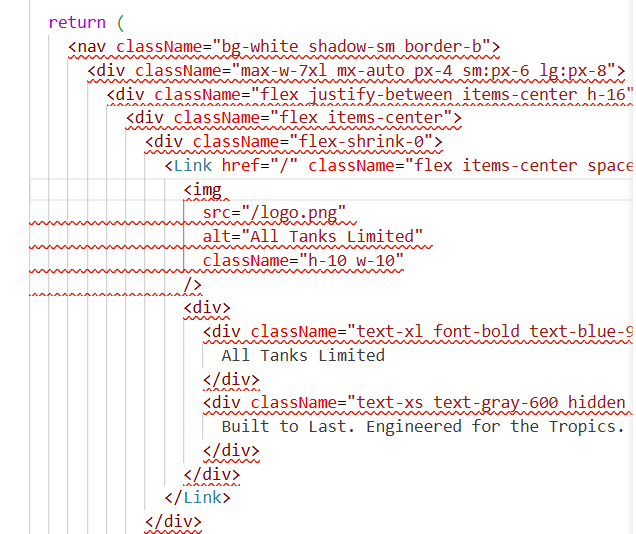 return (
<nav className="bg-white shadow-sm border-b">
<div className="max-w-7xl mx-auto px-4 sm:px-6 lg:px-8">
<div className="flex justify-between items-center h-16"
<div className="flex items-center">
<div className="flex-shrink-0">
<Link href="/" className="flex items-center space
<img
src="/logo.png"
alt="All Tanks Limited"
className="h-10 w-10"
/>
<div>
<div className="text-xl font-bold text-blue-9
All Tanks Limited
</div>
<div className="text-xs text-gray-600 hidden
Built to Last. Engineered for the Tropics.
</div>
</div>
</Link>
</div>